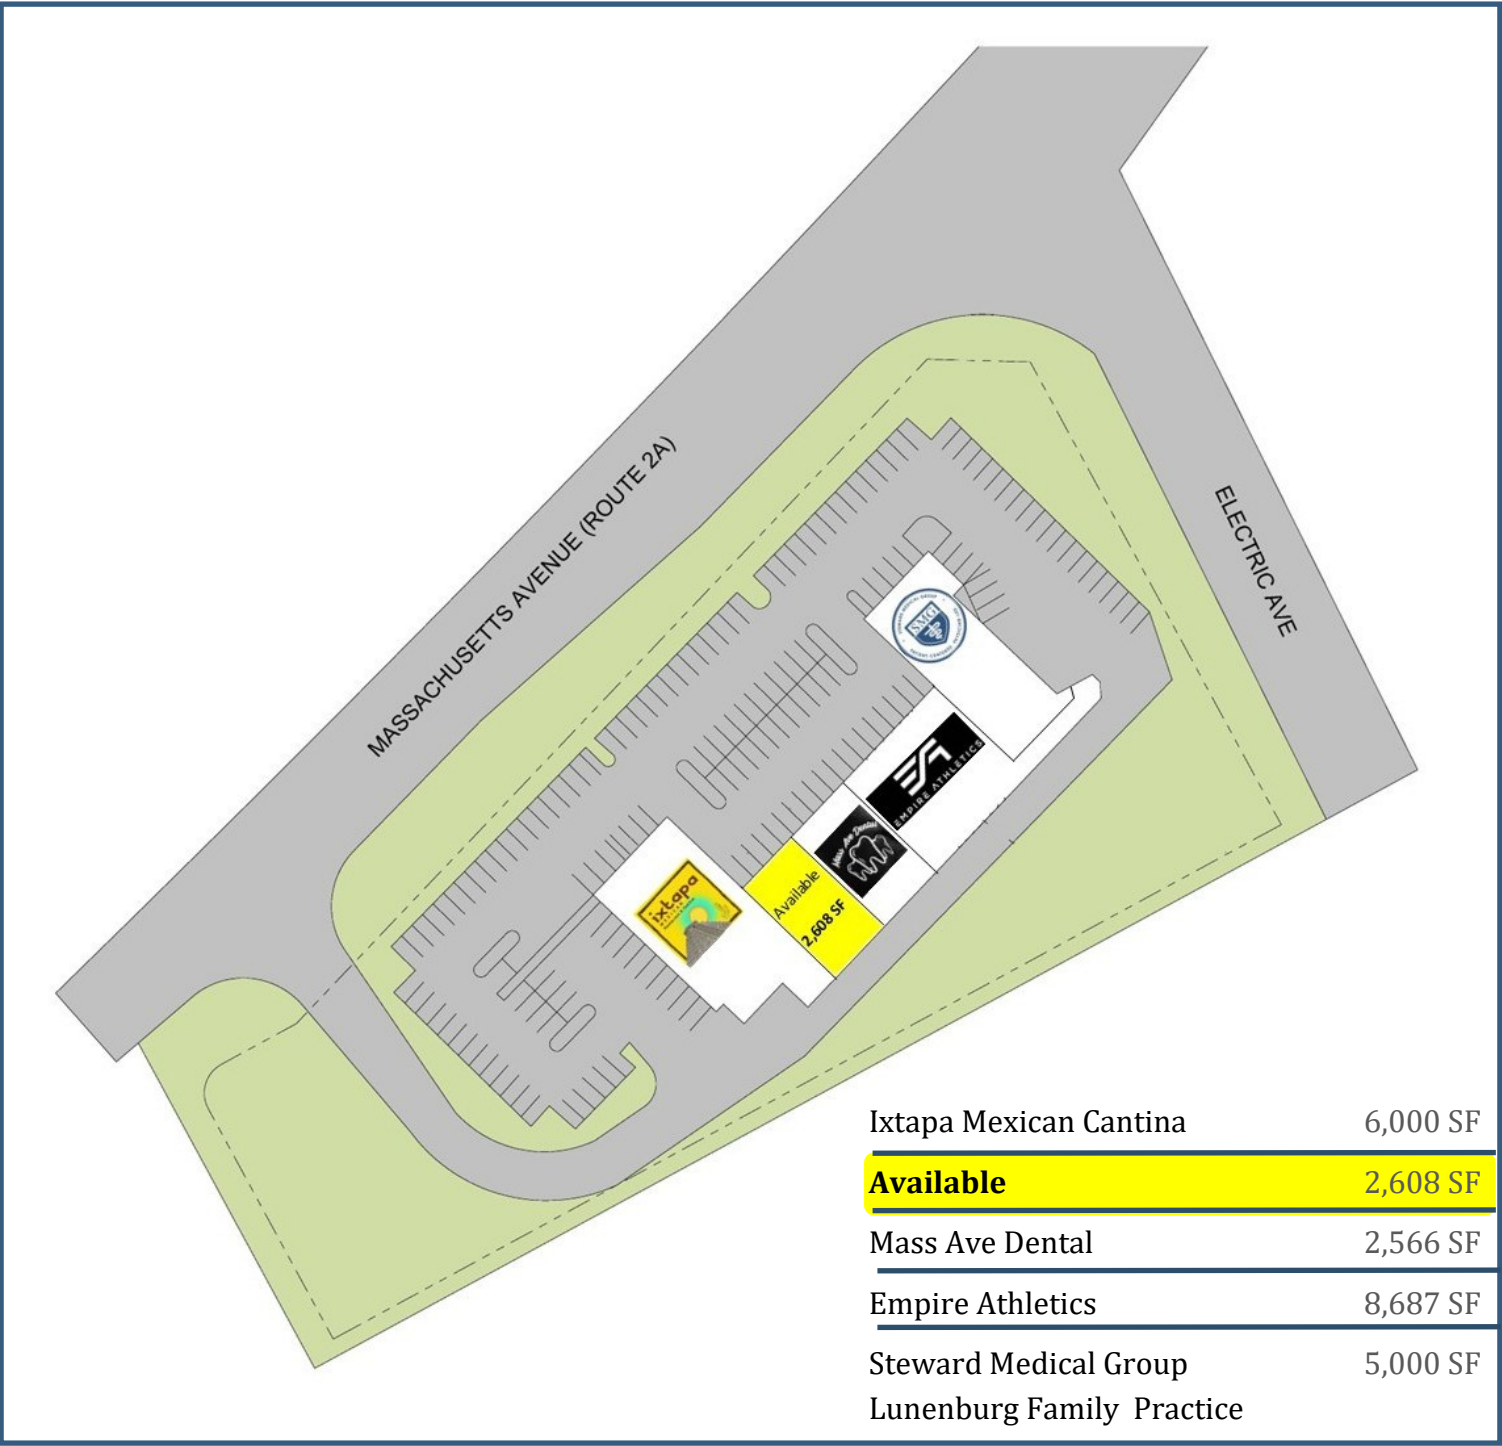 MASSACHUSETTS AVENUE (ROUTE 2A)
ELECTRIC AVE
SMG
EMPIRE ATHLETICS
Mass Ave Dental
Available
2,608 SF
ixtapa
Ixtapa Mexican Cantina 6,000 SF
Available 2,608 SF
Mass Ave Dental 2,566 SF
Empire Athletics 8,687 SF
Steward Medical Group 5,000 SF
Lunenburg Family Practice